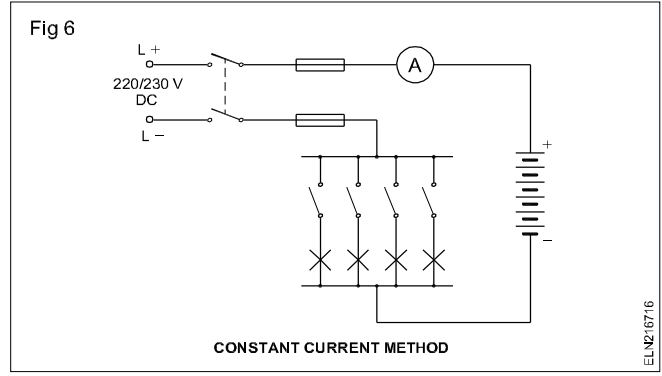 Fig 6
L +
220/230 V
DC
L –
A
+
–
CONSTANT CURRENT METHOD
ELN216716